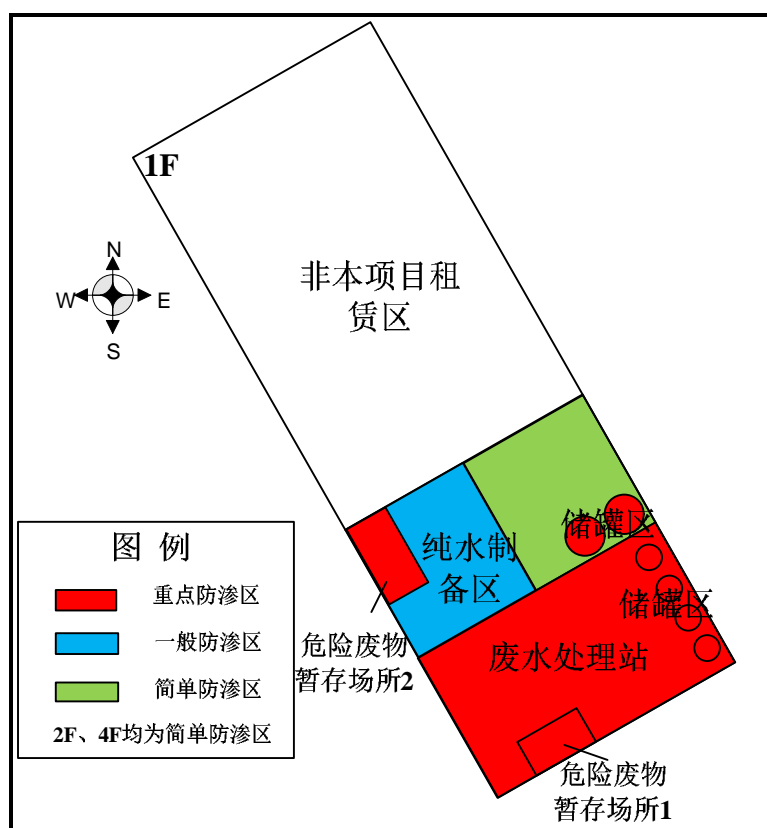 1F
非本项目租
赁区
N
W
E
S
储罐区
纯水制
备区
储罐区
废水处理站
危险废物
暂存场所2
危险废物
暂存场所1
图 例
重点防渗区
一般防渗区
简单防渗区
2F、4F均为简单防渗区